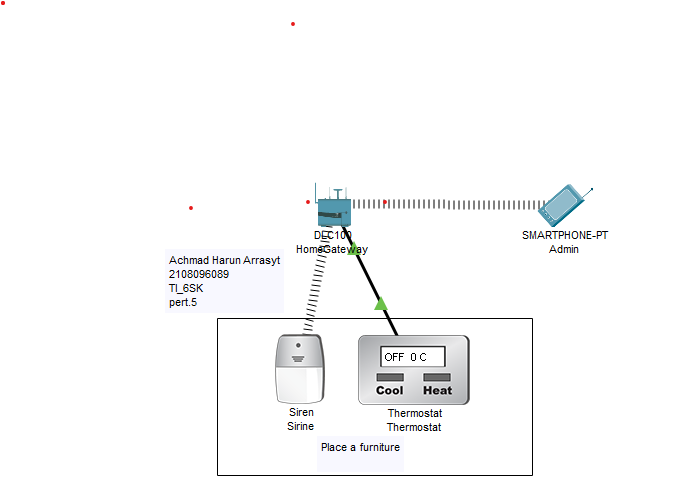 DLC100
HomeGateway
SMARTPHONE-PT
Admin
Achmad Harun Arrasyt
2108096089
TI_6SK
pert.5
OFF 0 C
Cool Heat
Siren
Sirine
Thermostat
Thermostat
Place a furniture